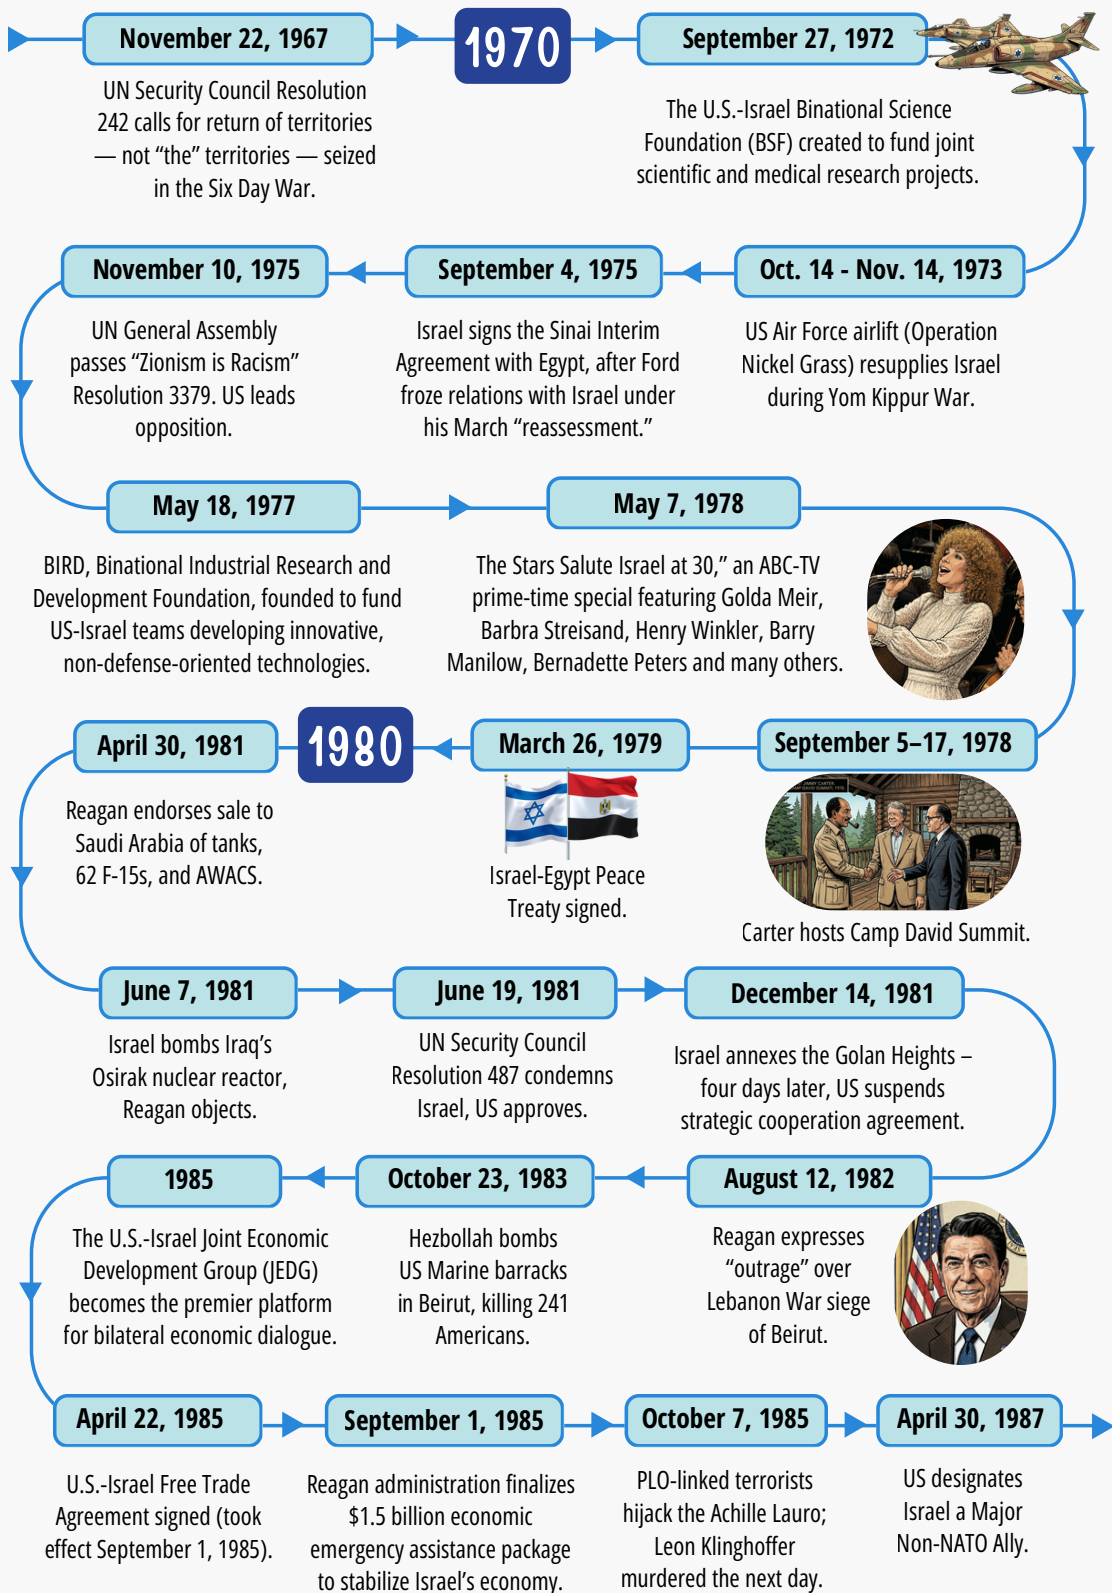 November 22, 1967
UN Security Council Resolution
242 calls for return of territories
— not “the” territories — seized
in the Six Day War.
1970
September 27, 1972
The U.S.-Israel Binational Science
Foundation (BSF) created to fund joint
scientific and medical research projects.
Oct. 14 - Nov. 14, 1973
US Air Force airlift (Operation
Nickel Grass) resupplies Israel
during Yom Kippur War.
September 4, 1975
Israel signs the Sinai Interim
Agreement with Egypt, after Ford
froze relations with Israel under
his March “reassessment.”
November 10, 1975
UN General Assembly
passes “Zionism is Racism”
Resolution 3379. US leads
opposition.
May 18, 1977
BIRD, Binational Industrial Research and
Development Foundation, founded to fund
US-Israel teams developing innovative,
non-defense-oriented technologies.
May 7, 1978
The Stars Salute Israel at 30,” an ABC-TV
prime-time special featuring Golda Meir,
Barbra Streisand, Henry Winkler, Barry
Manilow, Bernadette Peters and many others.
September 5–17, 1978
JIMMY CARTER
CAMP DAVID SUMMIT, 1978
Carter hosts Camp David Summit.
March 26, 1979
Israel-Egypt Peace
Treaty signed.
1980
April 30, 1981
Reagan endorses sale to
Saudi Arabia of tanks,
62 F-15s, and AWACS.
June 7, 1981
Israel bombs Iraq’s
Osirak nuclear reactor,
Reagan objects.
June 19, 1981
UN Security Council
Resolution 487 condemns
Israel, US approves.
December 14, 1981
Israel annexes the Golan Heights –
four days later, US suspends
strategic cooperation agreement.
August 12, 1982
Reagan expresses
“outrage” over
Lebanon War siege
of Beirut.
October 23, 1983
Hezbollah bombs
US Marine barracks
in Beirut, killing 241
Americans.
1985
The U.S.-Israel Joint Economic
Development Group (JEDG)
becomes the premier platform
for bilateral economic dialogue.
April 22, 1985
U.S.-Israel Free Trade
Agreement signed (took
effect September 1, 1985).
September 1, 1985
Reagan administration finalizes
$1.5 billion economic
emergency assistance package
to stabilize Israel’s economy.
October 7, 1985
PLO-linked terrorists
hijack the Achille Lauro;
Leon Klinghoffer
murdered the next day.
April 30, 1987
US designates
Israel a Major
Non-NATO Ally.